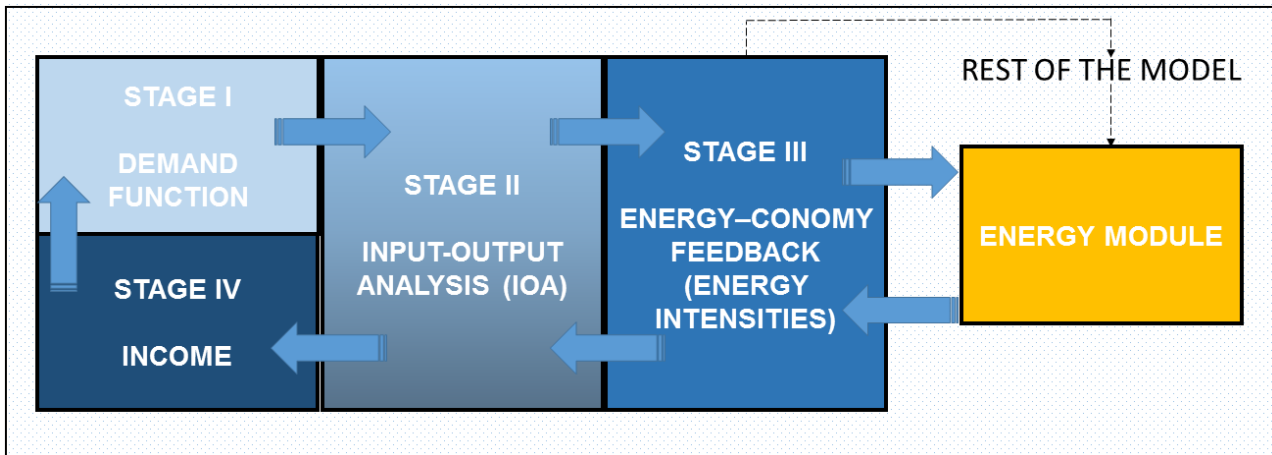 STAGE I
DEMAND
FUNCTION
STAGE IV
INCOME
STAGE II
INPUT-OUTPUT
ANALYSIS (IOA)
STAGE III
ENERGY–CONOMY
FEEDBACK
(ENERGY
INTENSITIES)
REST OF THE MODEL
ENERGY MODULE